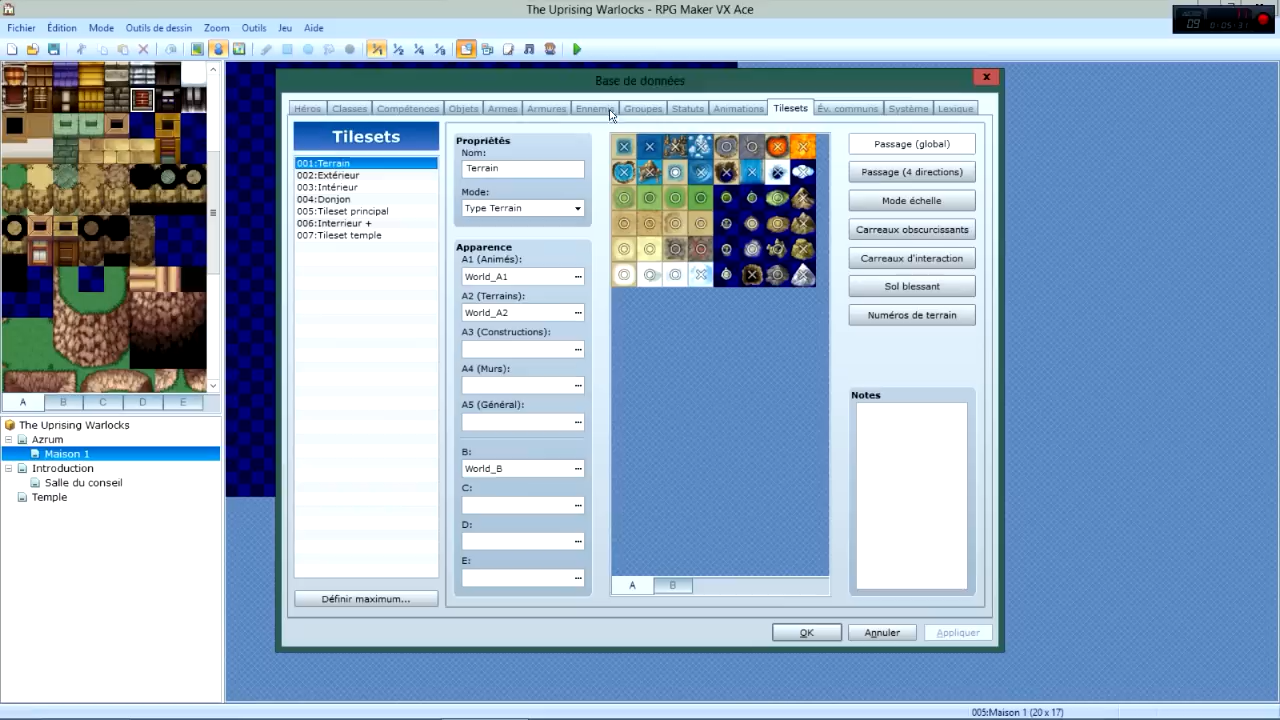 The Uprising Warlocks - RPG Maker VX Ace
Fichier Édition Mode Outils de dessin Zoom Outils Jeu Aide
Base de données
Héros Classes Compétences Objets Armes Armures Ennemis Groupes Statuts Animations Tilesets Év. communs Système Lexique
Tilesets
001:Terrain
002:Extérieur
003:Intérieur
004:Donjon
005:Tileset principal
006:Interrieur +
007:Tileset temple
Définir maximum...
Propriétés
Nom:
Terrain
Mode:
Type Terrain
Apparence
A1 (Animés):
World_A1
A2 (Terrains):
World_A2
A3 (Constructions):
A4 (Murs):
A5 (Général):
B:
World_B
C:
D:
E:
A B
Passage (global)
Passage (4 directions)
Mode échelle
Carreaux obscurcissants
Carreaux d'interaction
Sol blessant
Numéros de terrain
Notes
OK Annuler Appliquer
A B C D E
The Uprising Warlocks
Azrum
Maison 1
Introduction
Salle du conseil
Temple
005:Maison 1 (20 x 17)